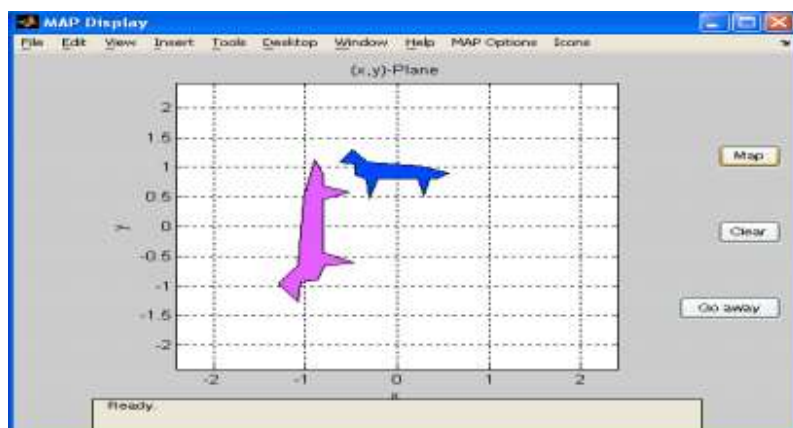 MAP Display
File Edit View Insert Tools Desktop Window Help MAP Options Icons
(x,y)-Plane
2
1.5
1
0.5
0
-0.5
-1
-1.5
-2
y
-2 -1 0 1 2
x
Map
Clear
Go away
Ready.